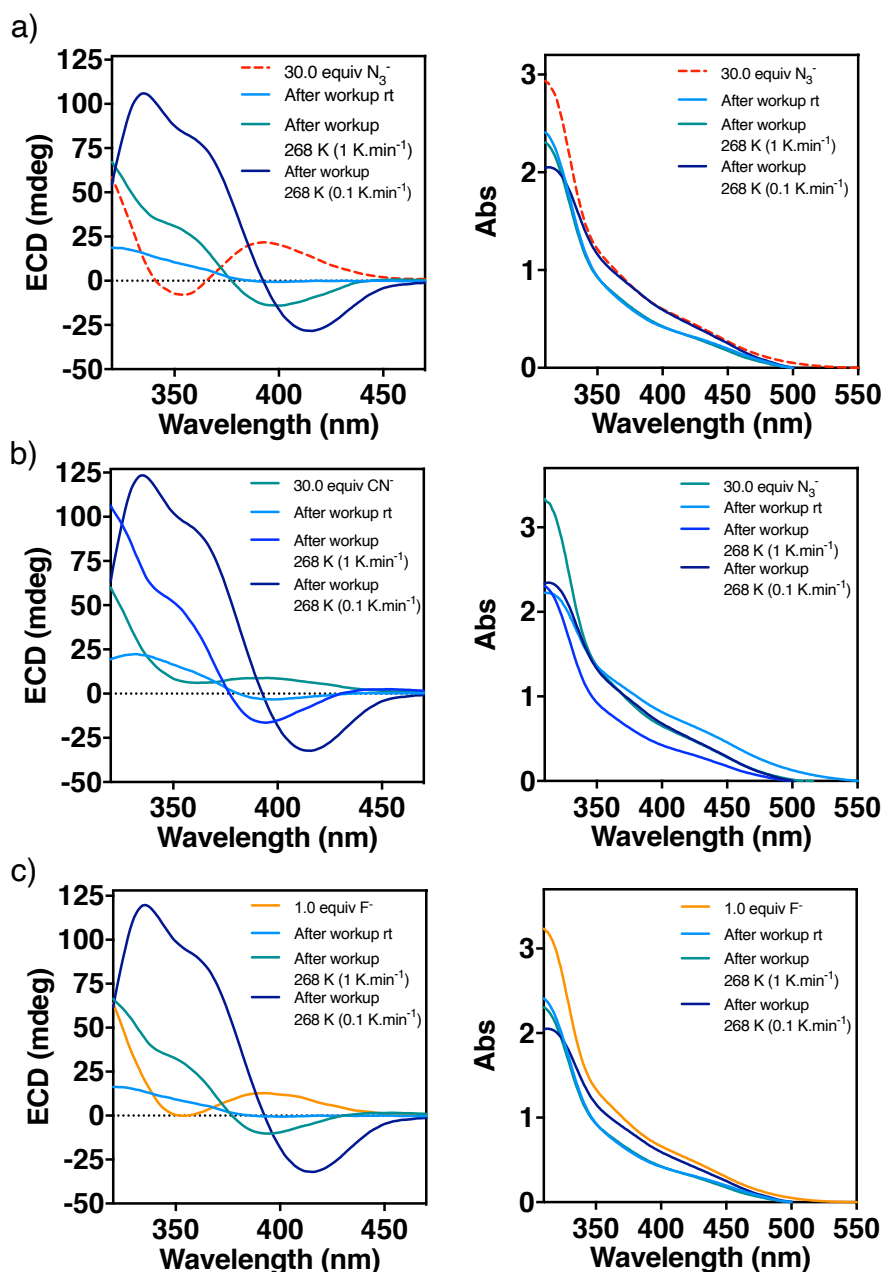 a)
125
100
75
50
25
0
-25
-50
ECD (mdeg)
350 400 450
Wavelength (nm)
30.0 equiv N3-
After workup rt
After workup
268 K (1 K.min-1)
After workup
268 K (0.1 K.min-1)
3
2
1
0
Abs
350 400 450 500 550
Wavelength (nm)
30.0 equiv N3-
After workup rt
After workup
268 K (1 K.min-1)
After workup
268 K (0.1 K.min-1)
b)
125
100
75
50
25
0
-25
-50
ECD (mdeg)
350 400 450
Wavelength (nm)
30.0 equiv CN-
After workup rt
After workup
268 K (1 K.min-1)
After workup
268 K (0.1 K.min-1)
3
2
1
0
Abs
350 400 450 500 550
Wavelength (nm)
30.0 equiv N3-
After workup rt
After workup
268 K (1 K.min-1)
After workup
268 K (0.1 K.min-1)
c)
125
100
75
50
25
0
-25
-50
ECD (mdeg)
350 400 450
Wavelength (nm)
1.0 equiv F-
After workup rt
After workup
268 K (1 K.min-1)
After workup
268 K (0.1 K.min-1)
3
2
1
0
Abs
350 400 450 500 550
Wavelength (nm)
1.0 equiv F-
After workup rt
After workup
268 K (1 K.min-1)
After workup
268 K (0.1 K.min-1)